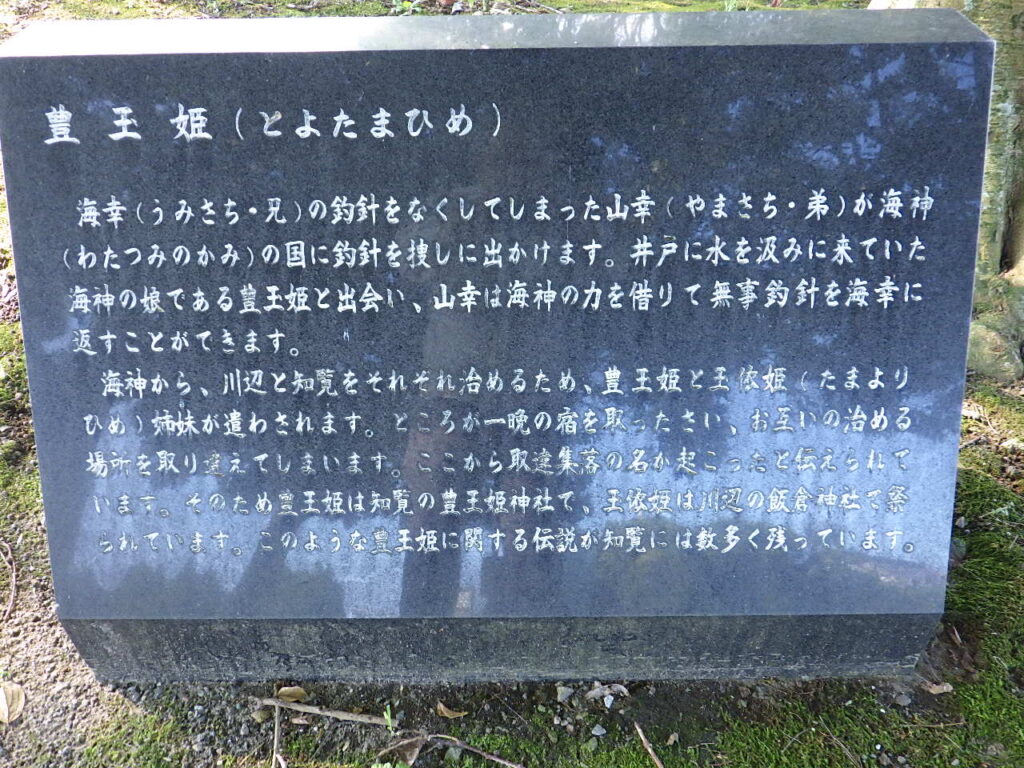 豊玉姫(とよたまひめ)
海幸(うみさち・兄)の釣針をなくしてしまった山幸(やまさち・弟)が海神
(わたつみのかみ)の国に釣針を捜しに出かけます。井戸に水を汲みに来ていた
海神の娘である豊玉姫と出会い、山幸は海神の力を借りて無事釣針を海幸に
返すことができます。
海神から、川辺と知覧をそれぞれ治めるため、豊玉姫と玉依姫(たまより
ひめ)姉妹が遣わされます。ところが一晩の宿を取ったさい、お互いの治める
場所を取り違えてしまいます。ここから取違集落の名が起こったと伝えられて
います。そのため豊玉姫は知覧の豊玉姫神社で、玉依姫は川辺の飯倉神社で祭
られています。このような豊玉姫に関する伝説が知覧には数多く残っています。